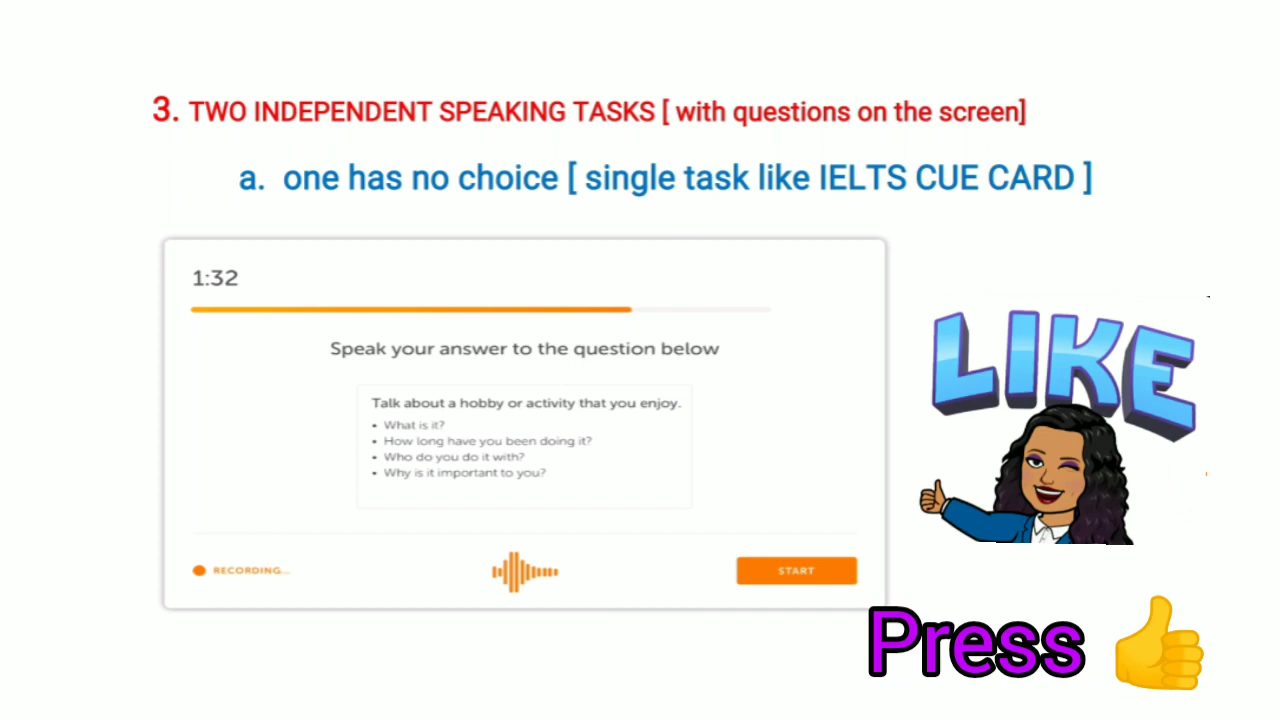 3. TWO INDEPENDENT SPEAKING TASKS [ with questions on the screen]
a. one has no choice [ single task like IELTS CUE CARD ]
1:32
Speak your answer to the question below
Talk about a hobby or activity that you enjoy.
• What is it?
• How long have you been doing it?
• Who do you do it with?
• Why is it important to you?
RECORDING...
START
LIKE
Press